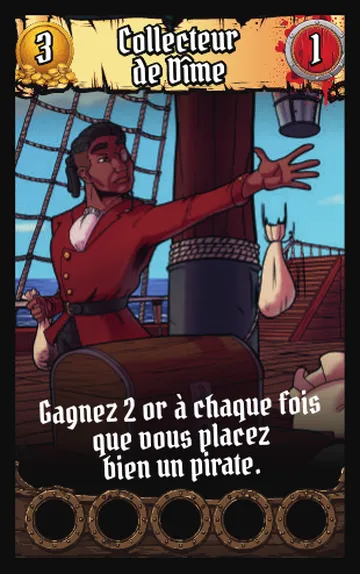 3
Collecteur
de Dîme
1
Gagnez 2 or à chaque fois
que vous placez
bien un pirate.